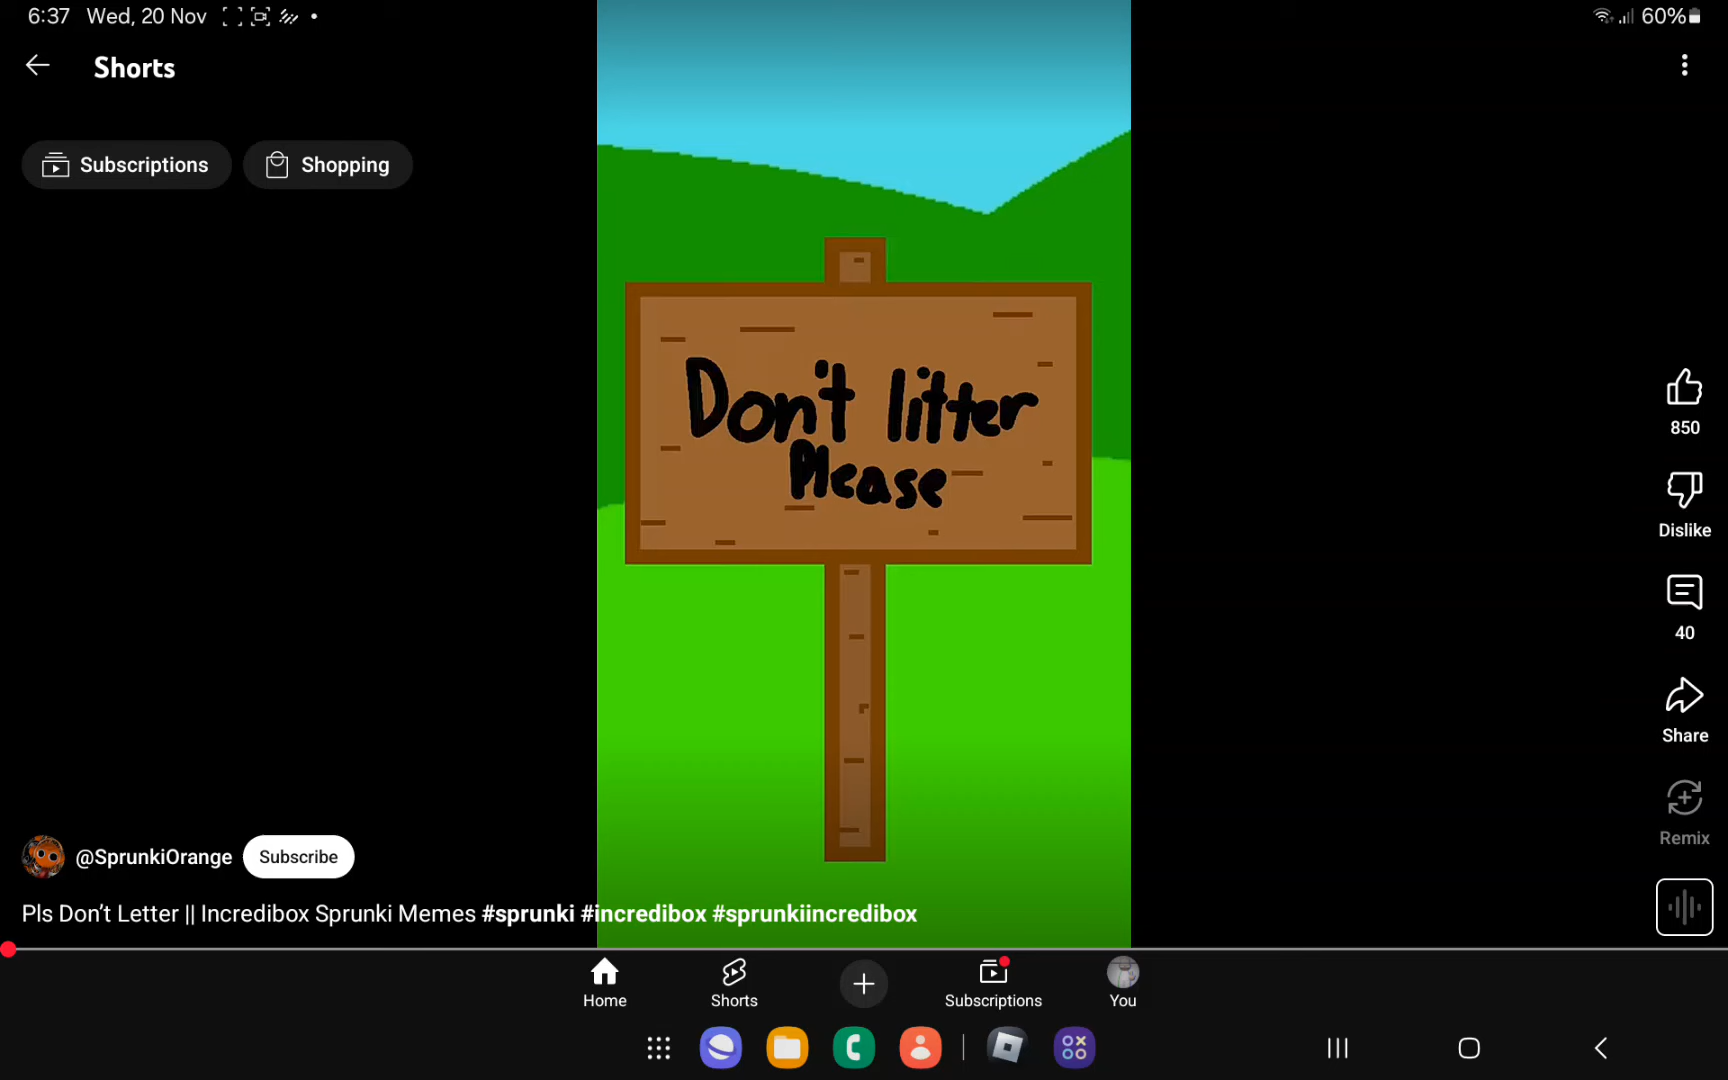 6:37 Wed, 20 Nov
60%
Shorts
Subscriptions
Shopping
Don't litter
Please
850
Dislike
40
Share
Remix
@SprunkiOrange
Subscribe
Pls Don’t Letter || Incredibox Sprunki Memes #sprunki #incredibox #sprunkiincredibox
Home
Shorts
Subscriptions
You